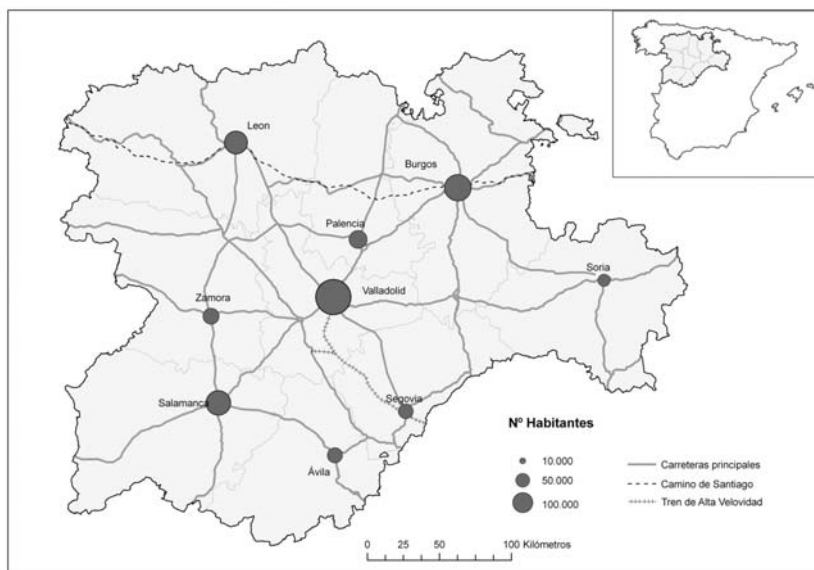 Leon
Burgos
Palencia
Soria
Valladolid
Zamora
Salamanca
Segovia
Ávila
Nº Habitantes
10.000
50.000
100.000
Carreteras principales
Camino de Santiago
Tren de Alta Velovidad
0 25 50 100 Kilómetros